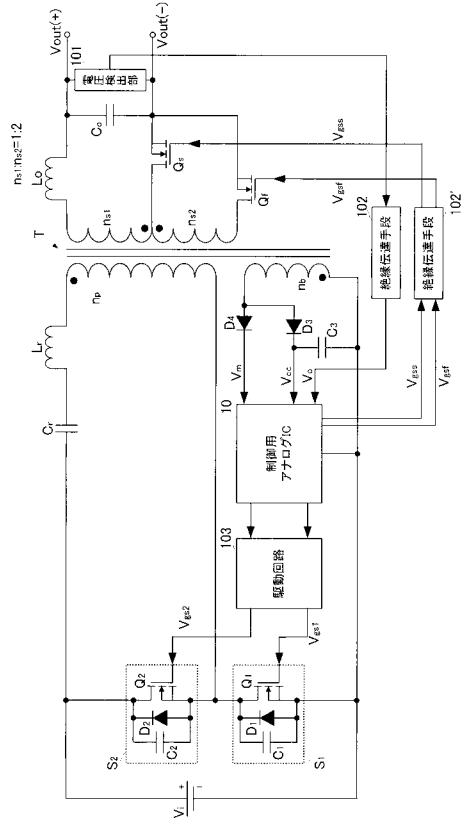 ns1:ns2=1:2
Vout(+)
101
電圧検出部
Vout(-)
Lo
Co
T
ns1
ns2
Qs
Qf
Vgss
Vgsf
np
Lr
Cr
nb
D4
D3
C3
Vm
Vcc
Vo
102
絶縁伝達手段
102'
絶縁伝達手段
Vgss
Vgsf
10
制御用
アナログIC
103
駆動回路
Vgs2
Vgs1
Q2
D2
C2
S2
Q1
D1
C1
S1
Vi
+
-